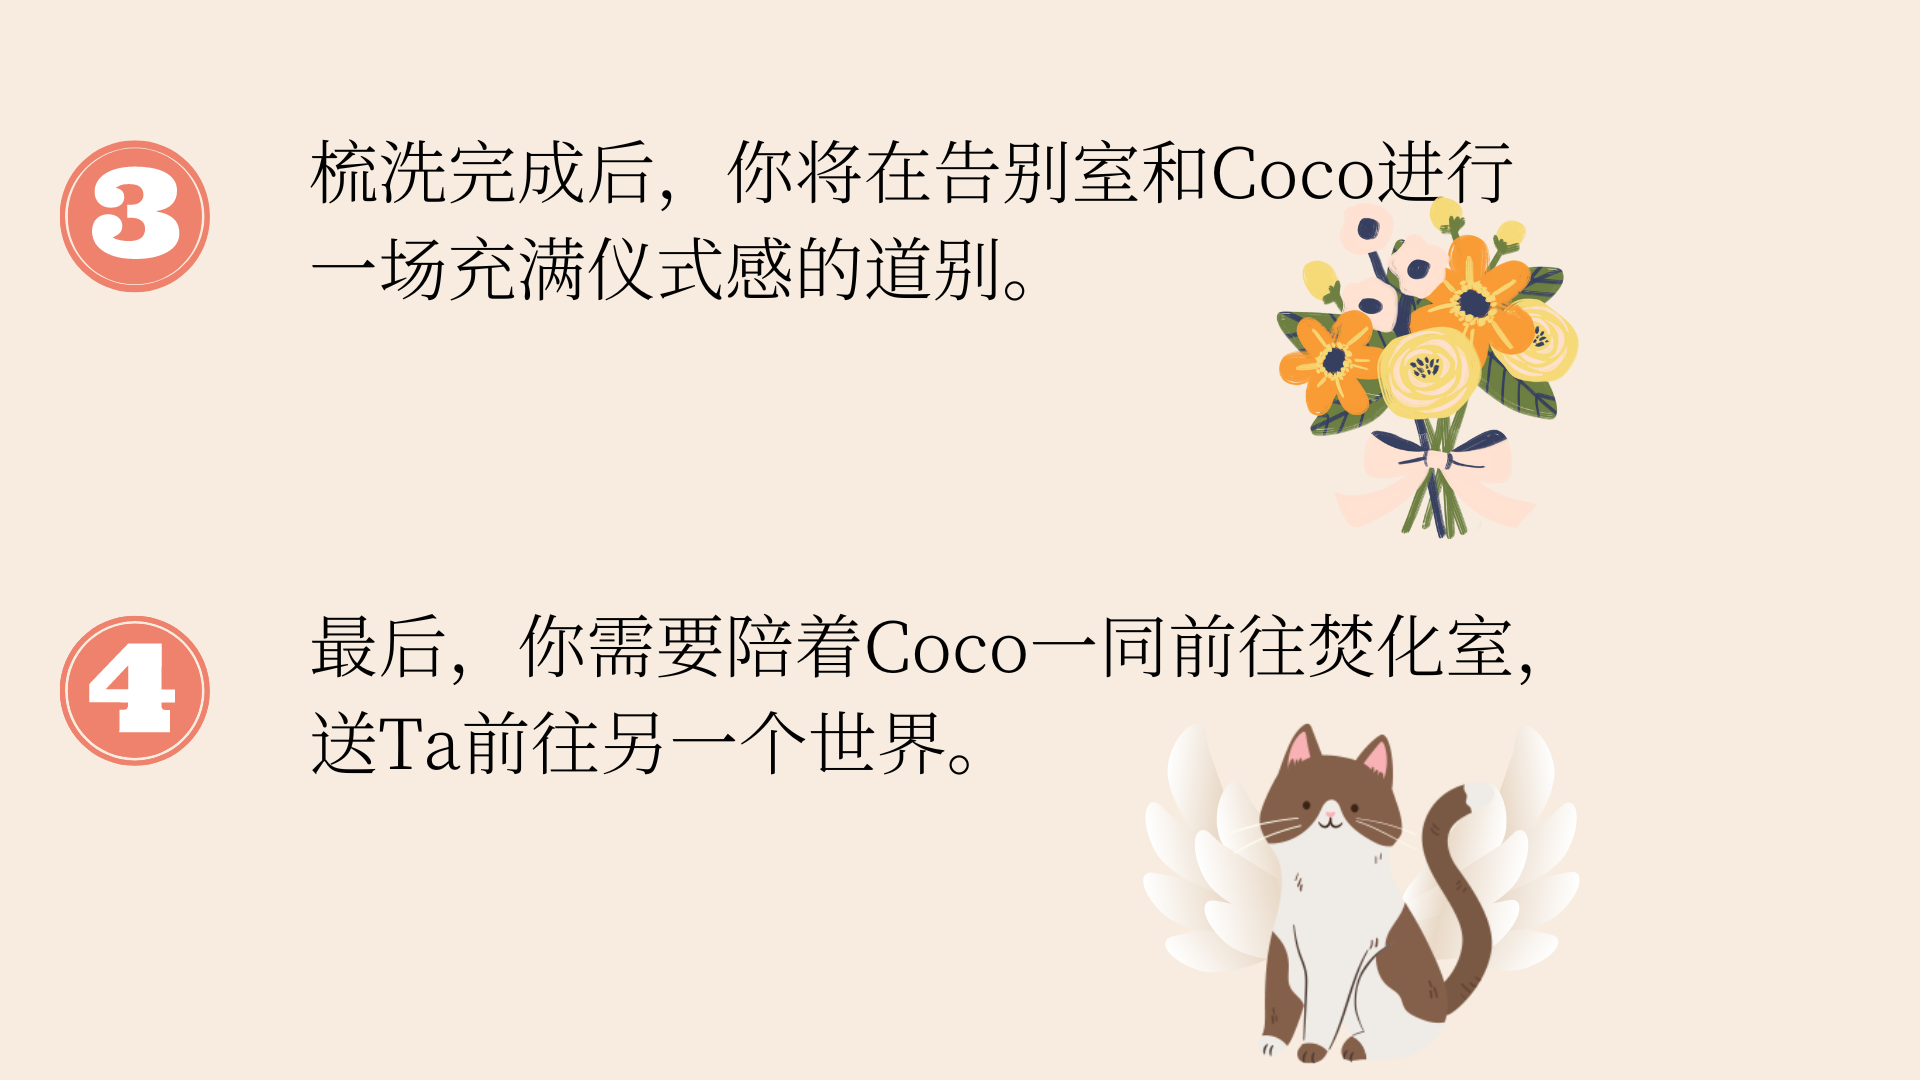 3
梳洗完成后，你将在告别室和Coco进行
一场充满仪式感的道别。
4
最后，你需要陪着Coco一同前往焚化室，
送Ta前往另一个世界。